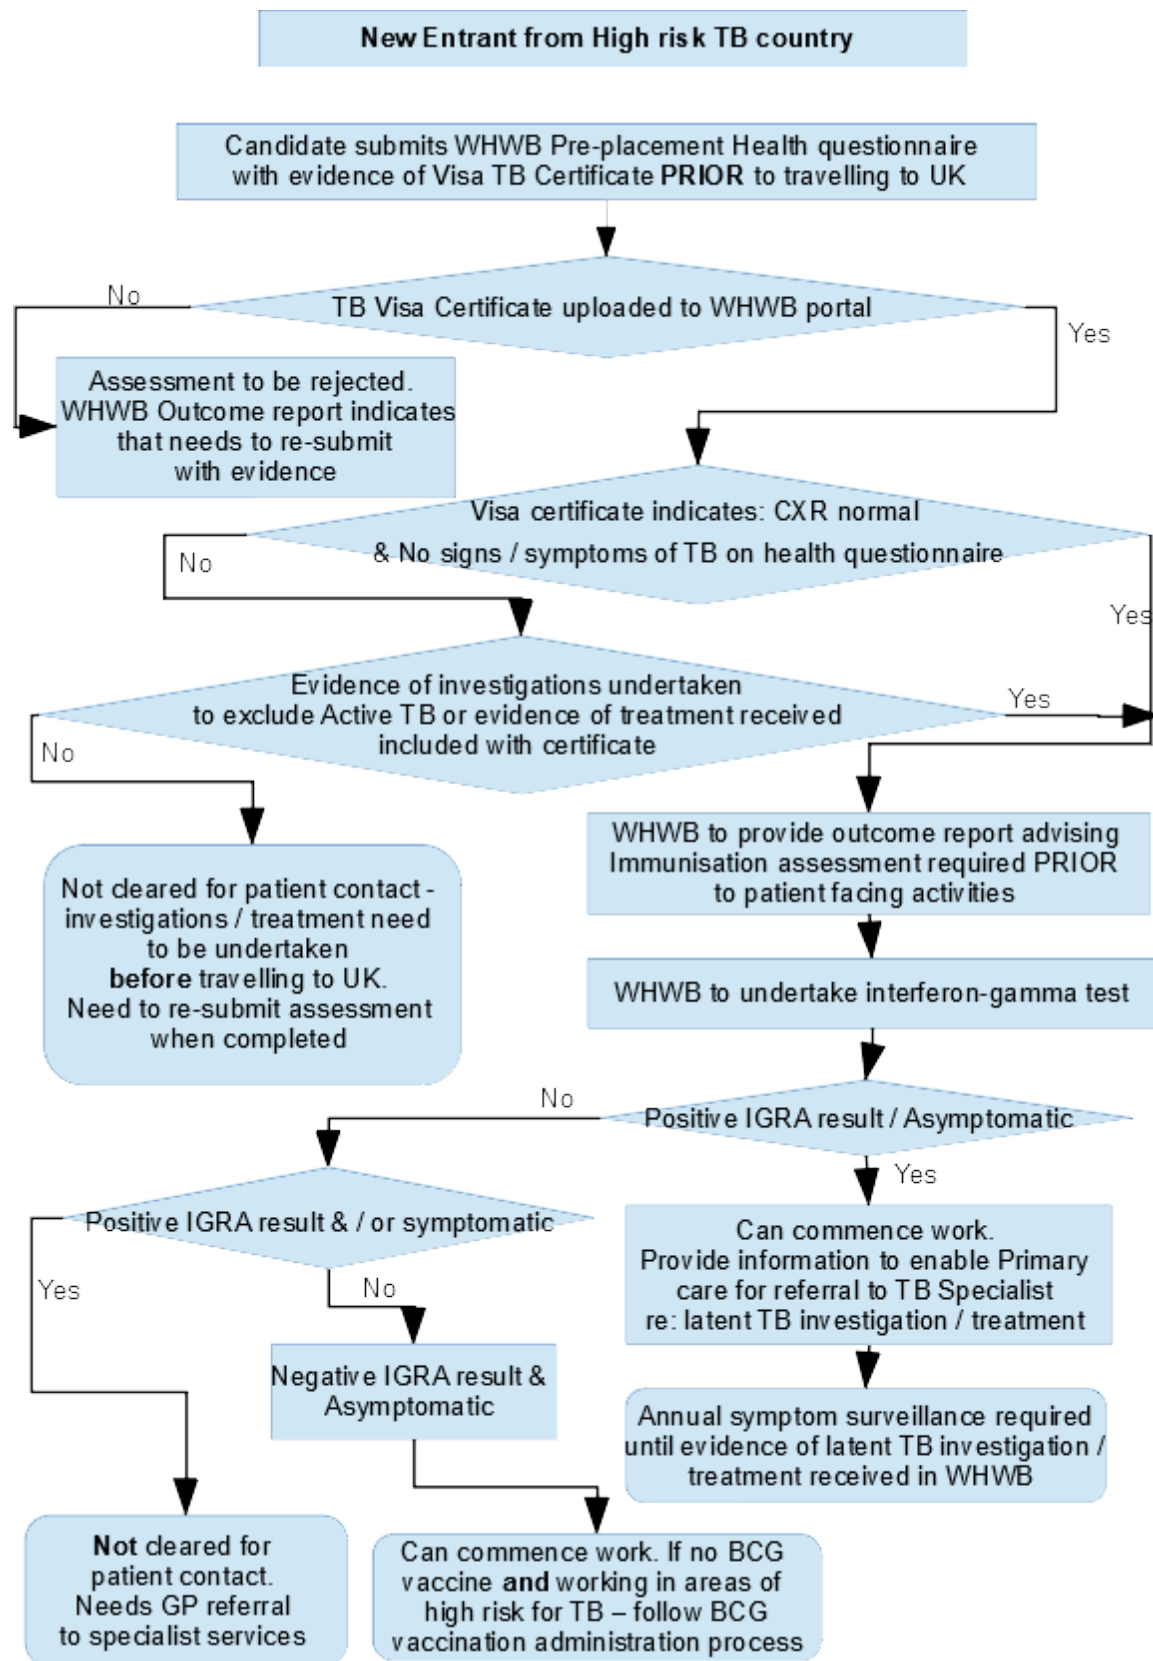 New Entrant from High risk TB country
Candidate submits WHWB Pre-placement Health questionnaire
with evidence of Visa TB Certificate PRIOR to travelling to UK
TB Visa Certificate uploaded to WHWB portal
No
Yes
Assessment to be rejected.
WHWB Outcome report indicates
that needs to re-submit
with evidence
Visa certificate indicates: CXR normal
& No signs / symptoms of TB on health questionnaire
No
Yes
Evidence of investigations undertaken
to exclude Active TB or evidence of treatment received
included with certificate
Yes
No
WHWB to provide outcome report advising
Immunisation assessment required PRIOR
to patient facing activities
Not cleared for patient contact -
investigations / treatment need
to be undertaken
before travelling to UK.
Need to re-submit assessment
when completed
WHWB to undertake interferon-gamma test
No
Positive IGRA result / Asymptomatic
Yes
Positive IGRA result & / or symptomatic
Yes
No
Can commence work.
Provide information to enable Primary
care for referral to TB Specialist
re: latent TB investigation / treatment
Negative IGRA result &
Asymptomatic
Annual symptom surveillance required
until evidence of latent TB investigation /
treatment received in WHWB
Not cleared for
patient contact.
Needs GP referral
to specialist services
Can commence work. If no BCG
vaccine and working in areas of
high risk for TB – follow BCG
vaccination administration process